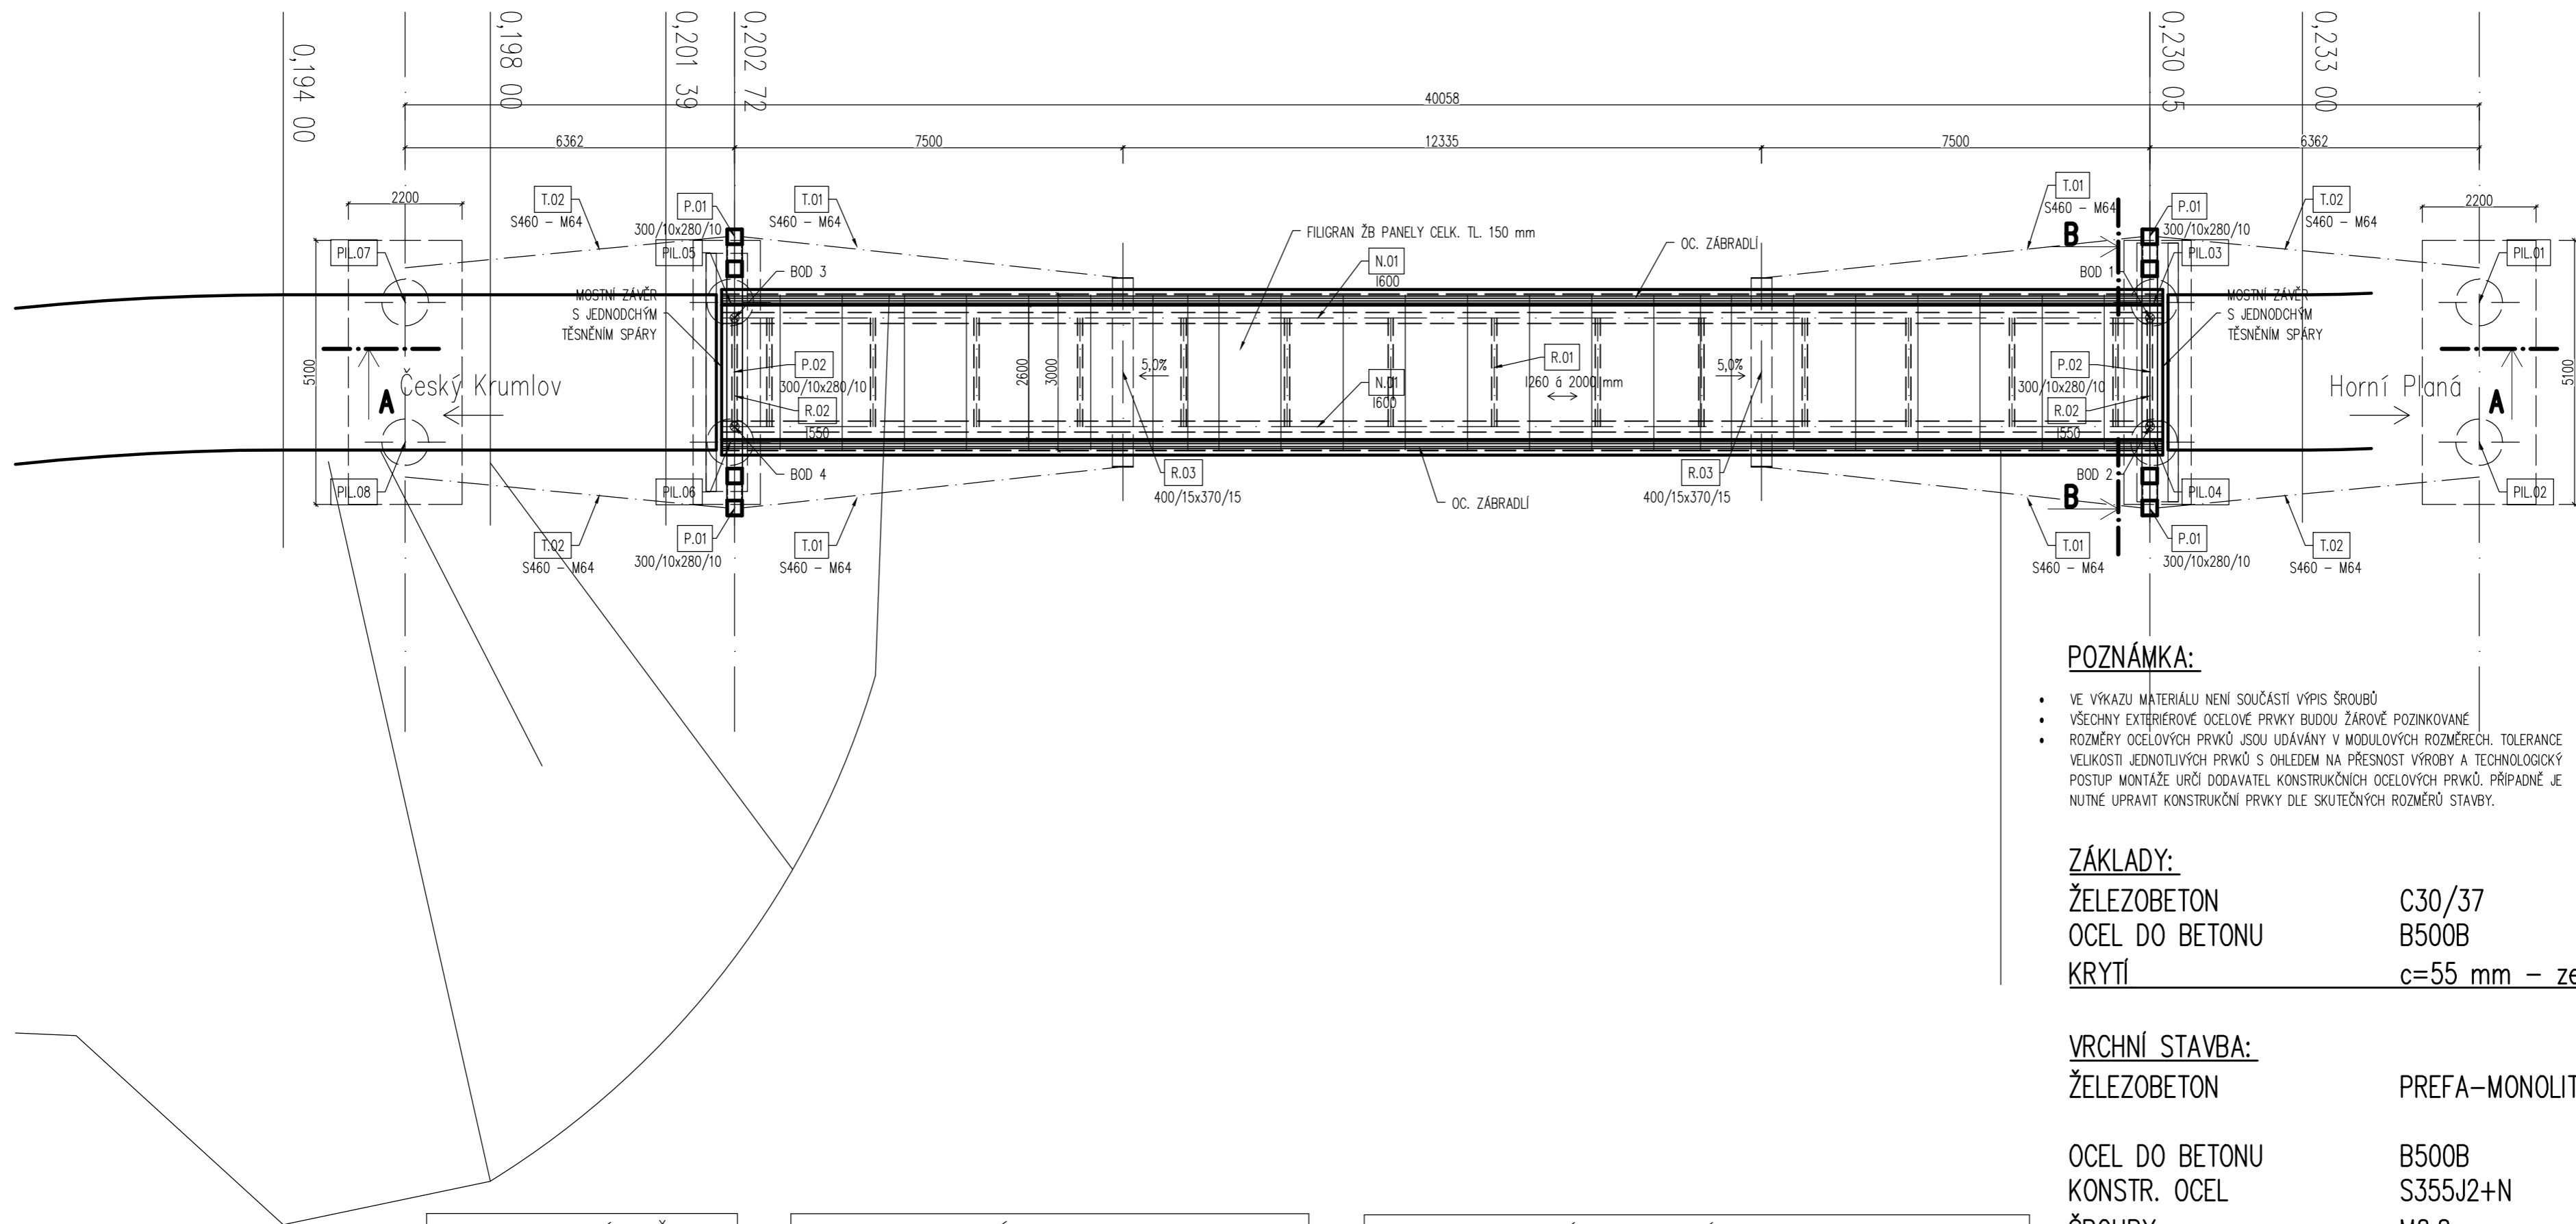 0,194 00
0,198 00
0,201 39
0,202 72
0,230 05
0,233 00
40058
6362
7500
12335
7500
6362
2200
T.02
S460 – M64
P.01
300/10x280/10
T.01
S460 – M64
T.01
S460 – M64
P.01
300/10x280/10
T.02
S460 – M64
2200
PIL.07
PIL.05
BOD 3
FILIGRAN ŽB PANELY CELK. TL. 150 mm
N.01
I600
OC. ZÁBRADLÍ
B
BOD 1
PIL.03
PIL.01
MOSTNÍ ZÁVĚR
S JEDNODCHÝM
TĚSNĚNÍM SPÁRY
MOSTNÍ ZÁVĚR
S JEDNODCHÝM
TĚSNĚNÍM SPÁRY
5100
A
Český Krumlov
P.02
300/10x280/10
R.02
I550
5,0%
2600
3000
N.01
I600
R.01
I260 á 2000 mm
5,0%
P.02
300/10x280/10
R.02
I550
Horní Planá
A
5100
PIL.08
PIL.06
BOD 4
R.03
400/15x370/15
OC. ZÁBRADLÍ
R.03
400/15x370/15
BOD 2
B
PIL.04
PIL.02
T.02
S460 – M64
P.01
300/10x280/10
T.01
S460 – M64
T.01
S460 – M64
P.01
300/10x280/10
T.02
S460 – M64
POZNÁMKA:
• VE VÝKAZU MATERIÁLU NENÍ SOUČÁSTÍ VÝPIS ŠROUBŮ
• VŠECHNY EXTERIÉROVÉ OCELOVÉ PRVKY BUDOU ŽÁROVĚ POZINKOVANÉ
• ROZMĚRY OCELOVÝCH PRVKŮ JSOU UDÁVÁNY V MODULOVÝCH ROZMĚRECH. TOLERANCE
VELIKOSTI JEDNOTLIVÝCH PRVKŮ S OHLEDEM NA PŘESNOST VÝROBY A TECHNOLOGICKÝ
POSTUP MONTÁŽE URČÍ DODAVATEL KONSTRUKČNÍCH OCELOVÝCH PRVKŮ. PŘÍPADNĚ JE
NUTNÉ UPRAVIT KONSTRUKČNÍ PRVKY DLE SKUTEČNÝCH ROZMĚRŮ STAVBY.
ZÁKLADY:
ŽELEZOBETON C30/37
OCEL DO BETONU B500B
KRYTÍ c=55 mm – ze
VRCHNÍ STAVBA:
ŽELEZOBETON PREFA–MONOLIT
OCEL DO BETONU B500B
KONSTR. OCEL S355J2+N